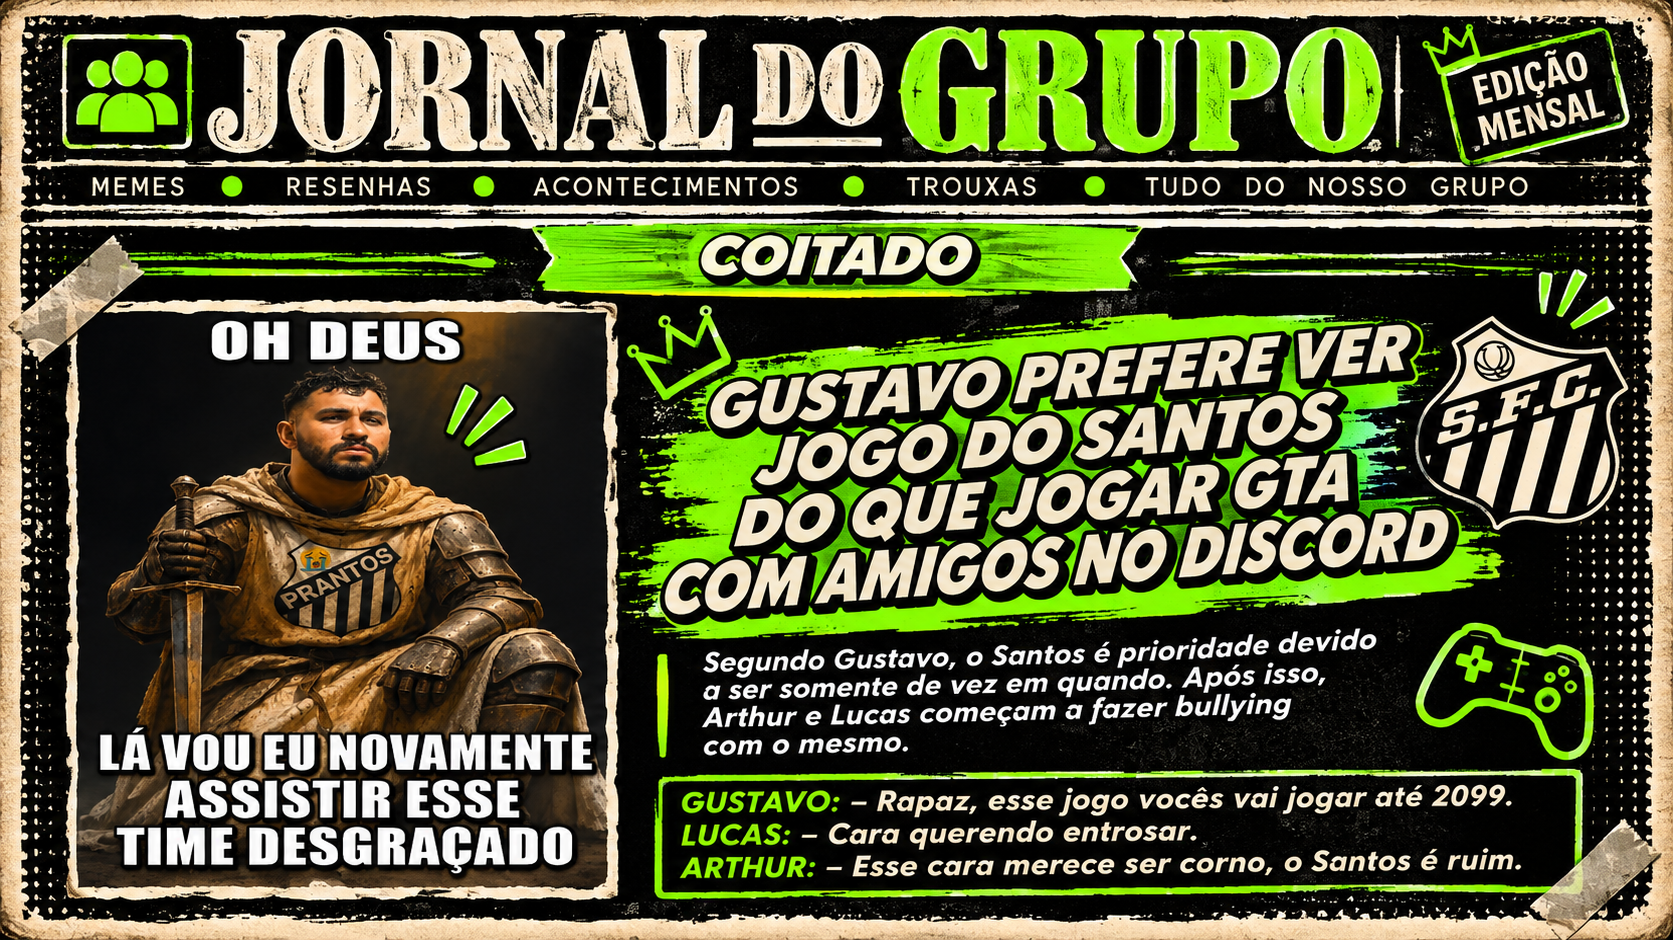 JORNAL DO GRUPO
EDIÇÃO
MENSAL
MEMES • RESENHAS • ACONTECIMENTOS • TROUXAS • TUDO DO NOSSO GRUPO
COITADO
OH DEUS
PRANTOS
LÁ VOU EU NOVAMENTE
ASSISTIR ESSE
TIME DESGRAÇADO
GUSTAVO PREFERE VER
JOGO DO SANTOS
DO QUE JOGAR GTA
COM AMIGOS NO DISCORD
S.F.C.
Segundo Gustavo, o Santos é prioridade devido
a ser somente de vez em quando. Após isso,
Arthur e Lucas começam a fazer bullying
com o mesmo.
GUSTAVO: – Rapaz, esse jogo vocês vai jogar até 2099.
LUCAS: – Cara querendo entrosar.
ARTHUR: – Esse cara merece ser corno, o Santos é ruim.